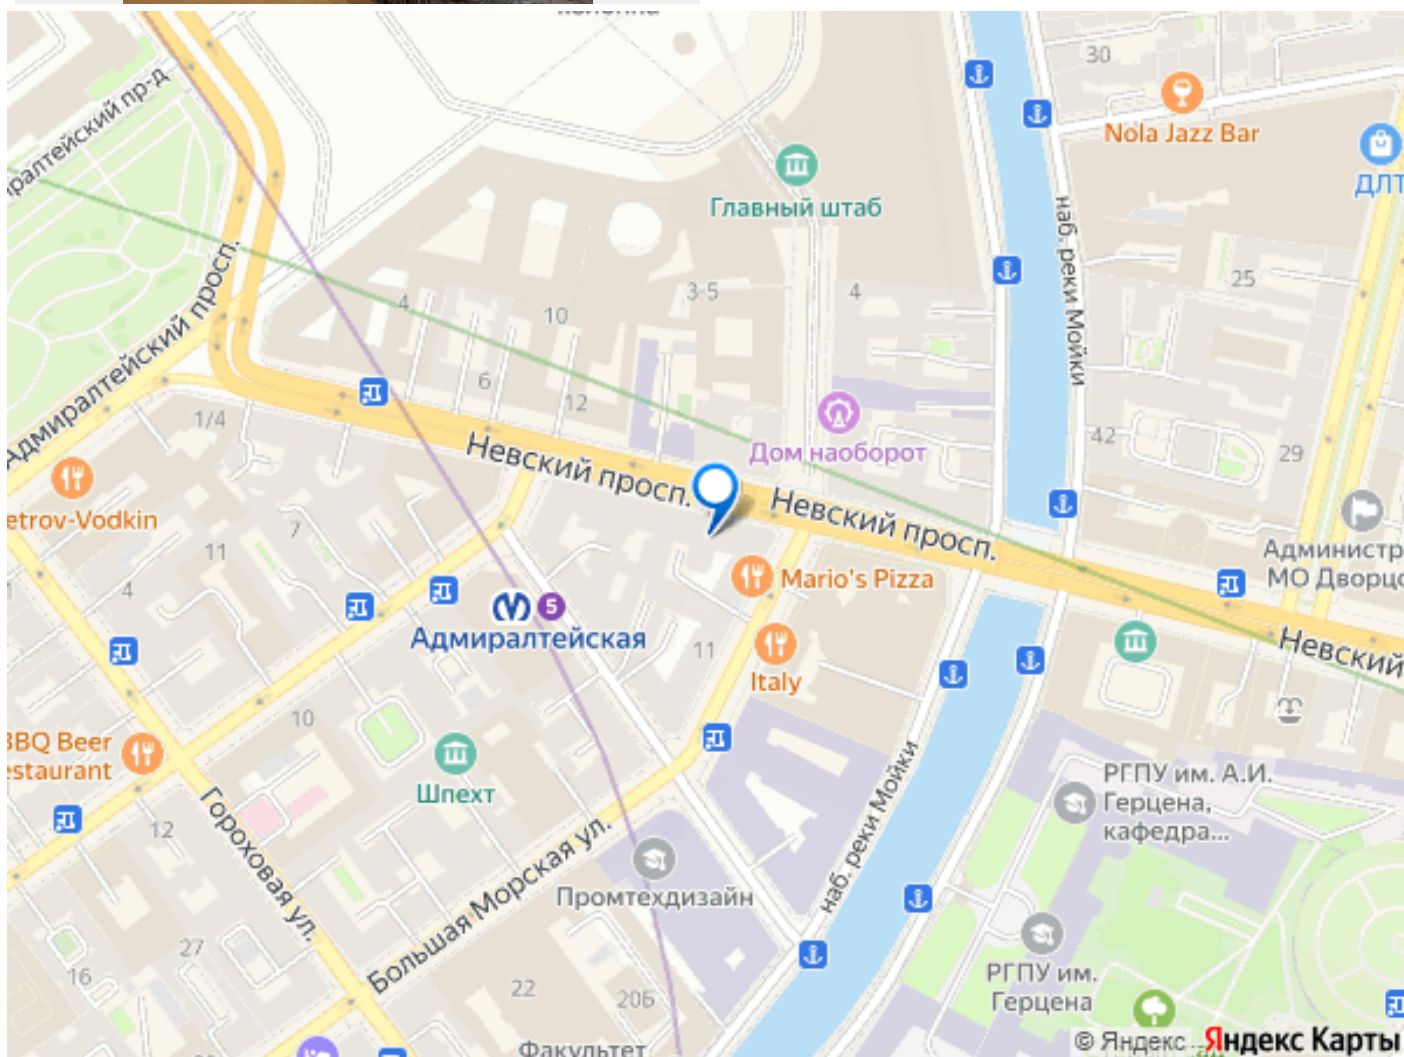 колонна
30
Nola Jazz Bar
ДЛТ
Адмиралтейский пр-д
Главный штаб
наб. реки Мойки
25
Адмиралтейский просп.
4
3-5
4
10
6
12
1/4
Дом наоборот
42
29
Невский просп.
Невский просп.
etrov-Vodkin
7
11
4
Администр
МО Дворцо
Mario's Pizza
5
Адмиралтейская
11
Невский
Italy
10
BBQ Beer
estaurant
Шпехт
12
Гороховая ул.
РГПУ им. А.И.
Герцена,
кафедра...
наб. реки Мойки
Большая Морская ул.
Промтехдизайн
27
16
22
20Б
РГПУ им.
Герцена
Факультет
© Яндекс Яндекс Карты